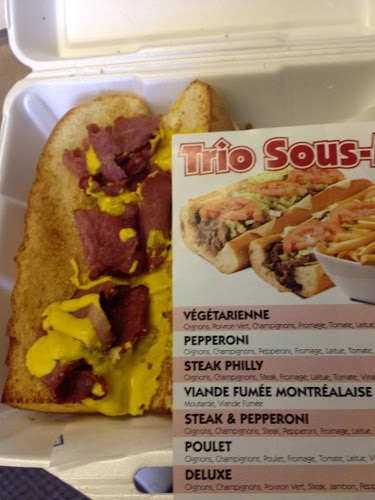 Trio Sous-
VÉGÉTARIENNE
Oignons, Poivron Vert, Champignons, Fromage, Tomate, Laitue
PEPPERONI
Oignons, Champignons, Pepperoni, Fromage, Laitue, Tomate
STEAK PHILLY
Oignons, Champignons, Steak, Fromage, Laitue, Tomate,
VIANDE FUMÉE MONTRÉALAISE
Moutarde, Viande Fumée
STEAK & PEPPERONI
Oignons, Champignons, Steak, Pepperoni, Fromage, Laitue,
POULET
Oignons, Champignons, Poulet, Fromage, Tomate, Laitue,
DELUXE
Oignons, Champignons, Poivron Vert, Steak, Jambon,